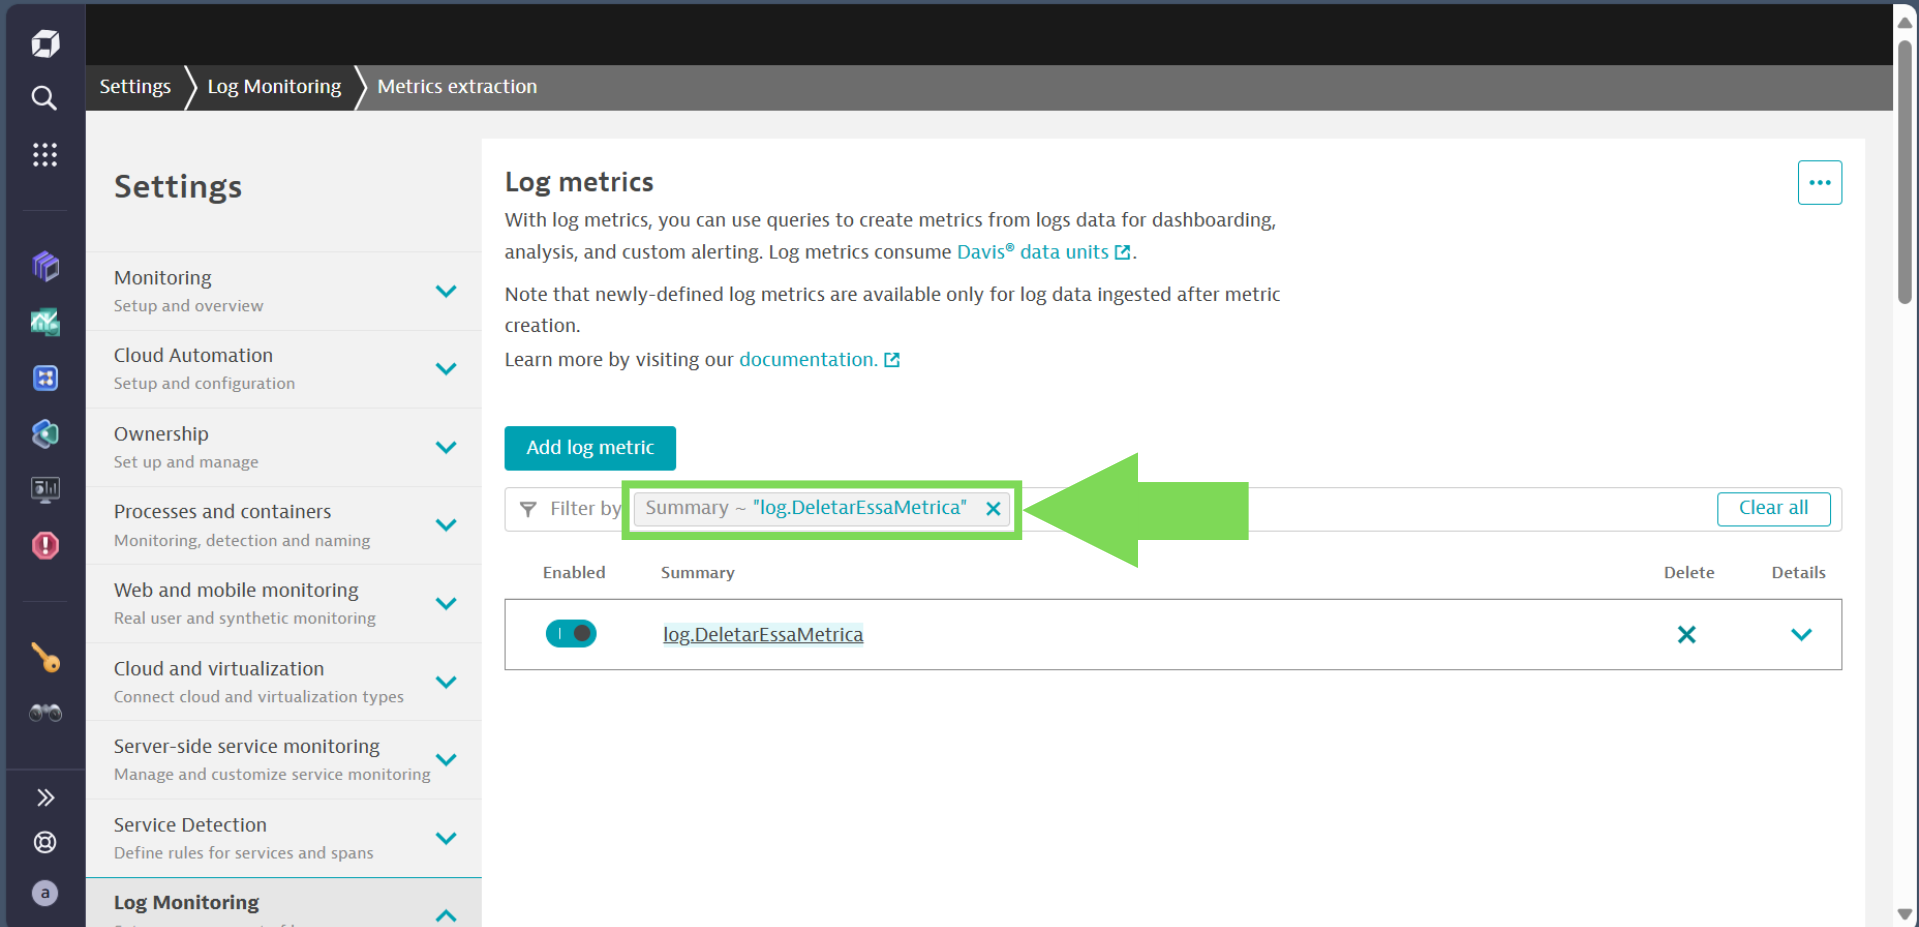 Settings
Log Monitoring
Metrics extraction
Settings
Monitoring
Setup and overview
Cloud Automation
Setup and configuration
Ownership
Set up and manage
Processes and containers
Monitoring, detection and naming
Web and mobile monitoring
Real user and synthetic monitoring
Cloud and virtualization
Connect cloud and virtualization types
Server-side service monitoring
Manage and customize service monitoring
Service Detection
Define rules for services and spans
Log Monitoring
a
Log metrics
With log metrics, you can use queries to create metrics from logs data for dashboarding,
analysis, and custom alerting. Log metrics consume Davis® data units.
Note that newly-defined log metrics are available only for log data ingested after metric
creation.
Learn more by visiting our documentation.
Add log metric
Filter by Summary ~ "log.DeletarEssaMetrica"
Clear all
Enabled Summary Delete Details
log.DeletarEssaMetrica